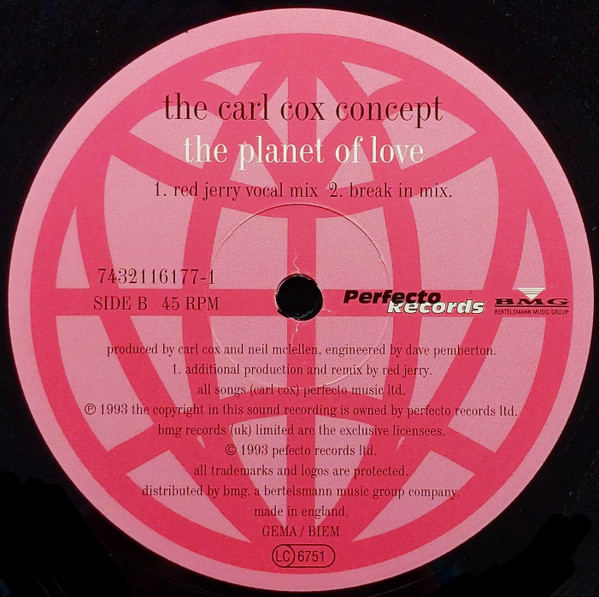 the carl cox concept
the planet of love
1. red jerry vocal mix 2. break in mix.
7432116177-1
SIDE B 45 RPM
Perfecto
Records
BMG
BERTELSMANN MUSIC GROUP
produced by carl cox and neil mclellen, engineered by dave pemberton.
1. additional production and remix by red jerry.
all songs (carl cox) perfecto music ltd.
℗ 1993 the copyright in this sound recording is owned by perfecto records ltd.
bmg records (uk) limited are the exclusive licensees.
© 1993 pefecto records ltd.
all trademarks and logos are protected.
distributed by bmg. a bertelsmann music group company.
made in england.
GEMA / BIEM
LC 6751